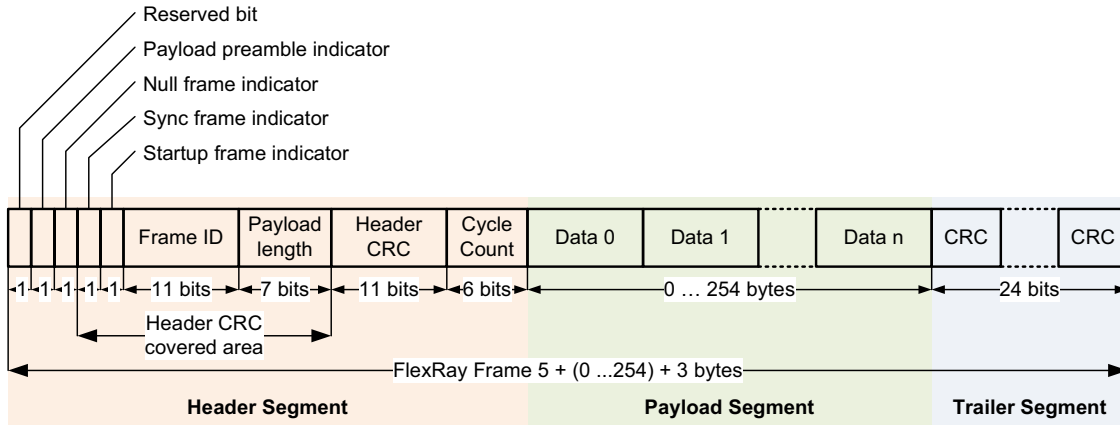 Reserved bit
Payload preamble indicator
Null frame indicator
Sync frame indicator
Startup frame indicator
Frame ID
Payload
length
Header
CRC
Cycle
Count
Data 0
Data 1
Data n
CRC
CRC
1
1
1
1
1
11 bits
7 bits
11 bits
6 bits
0 ... 254 bytes
24 bits
Header CRC
covered area
FlexRay Frame 5 + (0 ...254) + 3 bytes
Header Segment
Payload Segment
Trailer Segment